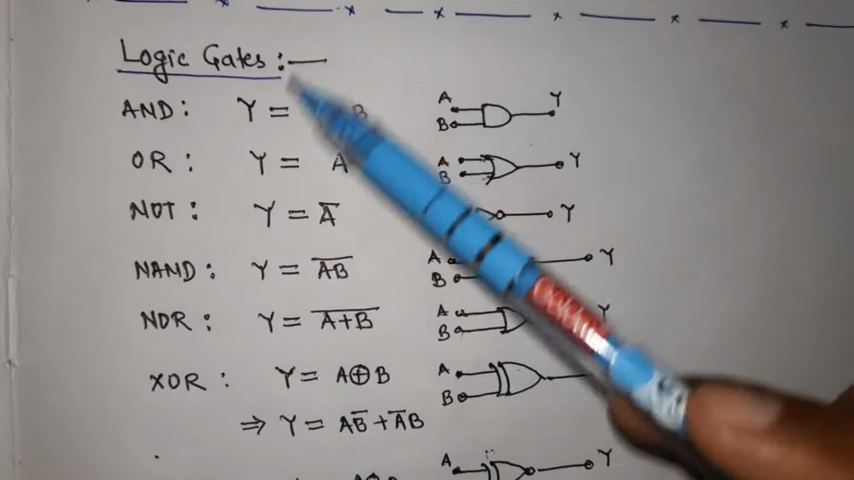 Logic Gates :—
AND : Y = B A Y
B
OR : Y = A A Y
B
NOT : Y = A̅ Y
NAND : Y = A̅B̅ A Y
B
NOR : Y = A̅+̅B̅ A Y
B
XOR : Y = A⊕B A
B
⇒ Y = AB̅ + A̅B
A Y